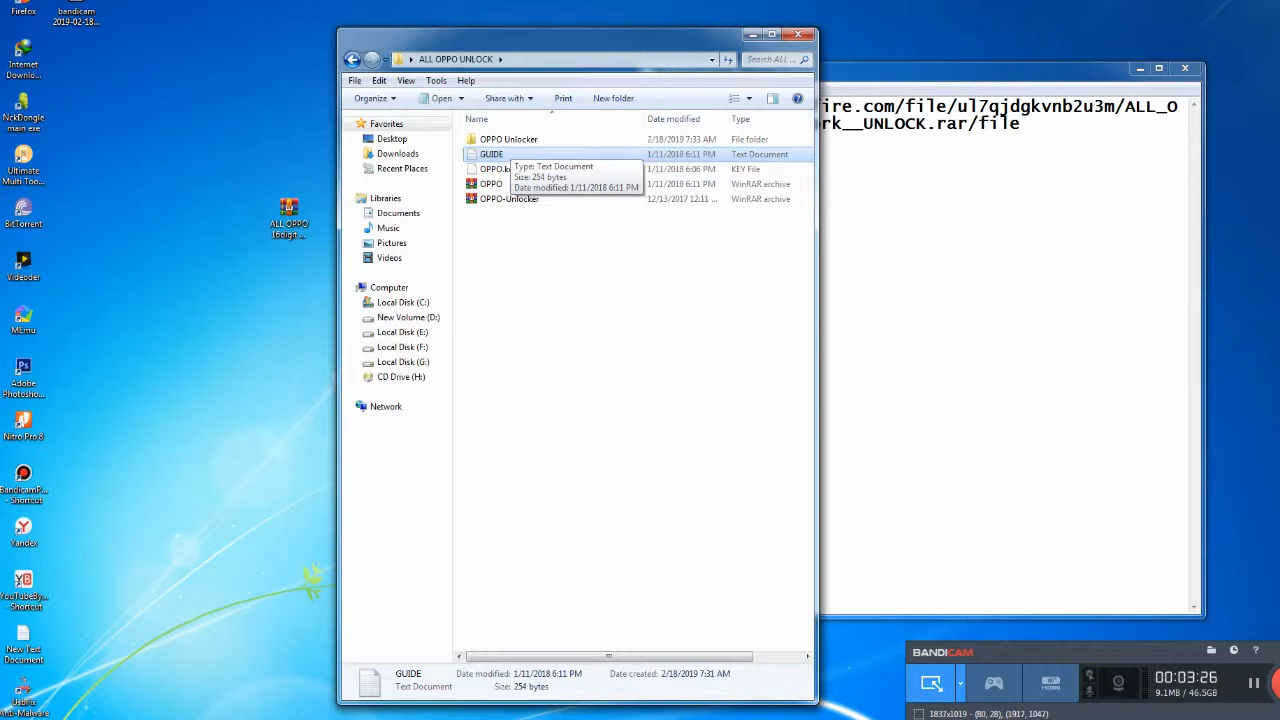 Firefox
bandicam
2019-02-18...
Internet
Downlo...
NckDongle
main exe
Ultimate
Multi Too...
BitTorrent
Videoder
MEmu
Adobe
Photosho...
Nitro Pro 8
BandicamP...
- Shortcut
Yandex
YouTubeBy...
- Shortcut
New Text
Document
Usbfix
Anti-Malware
ALL OPPO
16digit ...
ALL OPPO UNLOCK
Search ALL ...
File Edit View Tools Help
Organize Open Share with Print New folder
Name Date modified Type
Favorites
Desktop
Downloads
Recent Places
Libraries
Documents
Music
Pictures
Videos
Computer
Local Disk (C:)
New Volume (D:)
Local Disk (E:)
Local Disk (F:)
Local Disk (G:)
CD Drive (H:)
Network
OPPO Unlocker 2/18/2019 7:33 AM File folder
GUIDE 1/11/2018 6:11 PM Text Document
1/11/2018 6:06 PM KEY File
OPPO 1/11/2018 6:11 PM WinRAR archive
OPPO-Unlocker 12/13/2017 12:11 ... WinRAR archive
Type: Text Document
Size: 254 bytes
Date modified: 1/11/2018 6:11 PM
GUIDE Date modified: 1/11/2018 6:11 PM Date created: 2/18/2019 7:31 AM
Text Document Size: 254 bytes
fire.com/file/ul7qjdgkvnb2u3m/ALL_O
rk__UNLOCK.rar/file
BANDICAM
HDMI
00:03:26
9.1MB / 46.5GB
1837x1019 - (80, 28), (1917, 1047)